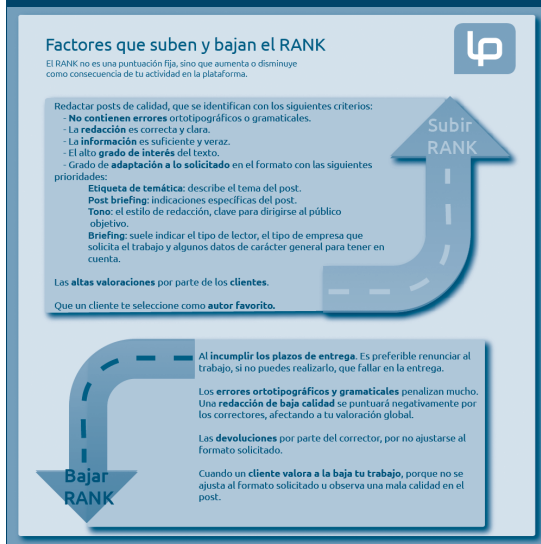 Factores que suben y bajan el RANK
lp
El RANK no es una puntuación fija, sino que aumenta o disminuye
como consecuencia de tu actividad en la plataforma.
Redactar posts de calidad, que se identifican con los siguientes criterios:
- No contienen errores ortotipográficos o gramaticales.
- La redacción es correcta y clara.
- La información es suficiente y veraz.
- El alto grado de interés del texto.
- Grado de adaptación a lo solicitado en el formato con las siguientes
prioridades:
Etiqueta de temática: describe el tema del post.
Post briefing: indicaciones específicas del post.
Tono: el estilo de redacción, clave para dirigirse al público
objetivo.
Briefing: suele indicar el tipo de lector, el tipo de empresa que
solicita el trabajo y algunos datos de carácter general para tener en
cuenta.
Las altas valoraciones por parte de los clientes.
Que un cliente te seleccione como autor favorito.
Subir
RANK
Al incumplir los plazos de entrega. Es preferible renunciar al
trabajo, si no puedes realizarlo, que fallar en la entrega.
Los errores ortotipográficos y gramaticales penalizan mucho.
Una redacción de baja calidad se puntuará negativamente por
los correctores, afectando a tu valoración global.
Las devoluciones por parte del corrector, por no ajustarse al
formato solicitado.
Cuando un cliente valora a la baja tu trabajo, porque no se
ajusta al formato solicitado u observa una mala calidad en el
post.
Bajar
RANK